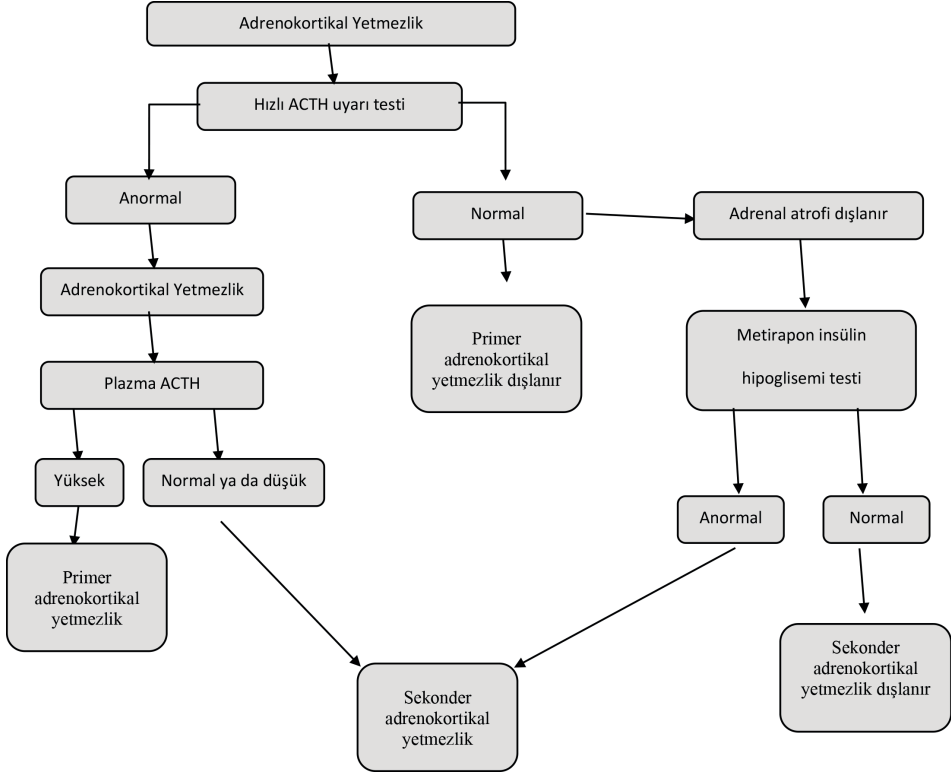 Adrenokortikal Yetmezlik
Hızlı ACTH uyarı testi
Anormal
Normal
Adrenal atrofi dışlanır
Adrenokortikal Yetmezlik
Primer
adrenokortikal
yetmezlik dışlanır
Metirapon insülin
hipoglisemi testi
Plazma ACTH
Yüksek
Normal ya da düşük
Anormal
Normal
Primer
adrenokortikal
yetmezlik
Sekonder
adrenokortikal
yetmezlik
Sekonder
adrenokortikal
yetmezlik dışlanır